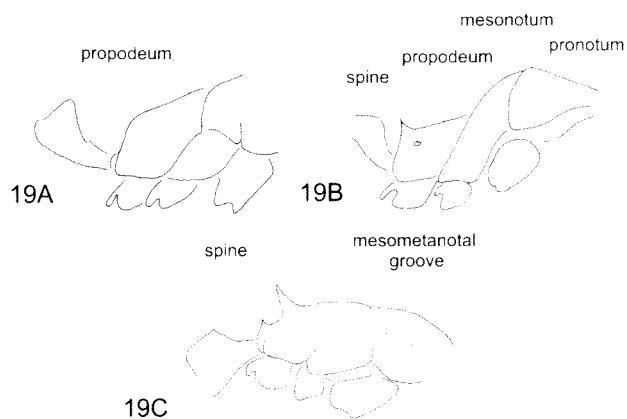 propodeum
19A
mesonotum
propodeum
pronotum
spine
19B
spine
mesometanotal
groove
19C